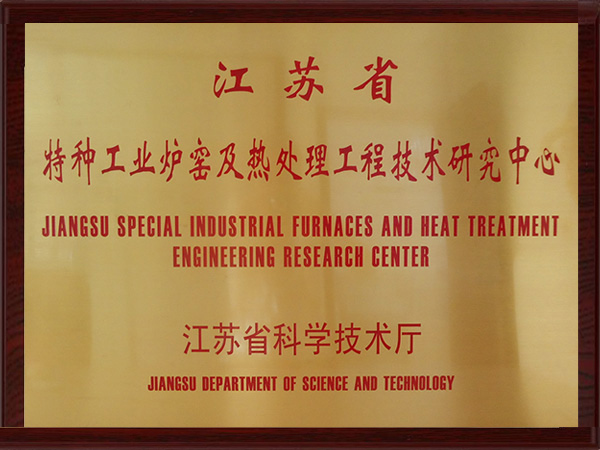 江苏省
特种工业炉窑及热处理工程技术研究中心
JIANGSU SPECIAL INDUSTRIAL FURNACES AND HEAT TREATMENT
ENGINEERING RESEARCH CENTER
江苏省科学技术厅
JIANGSU DEPARTMENT OF SCIENCE AND TECHNOLOGY